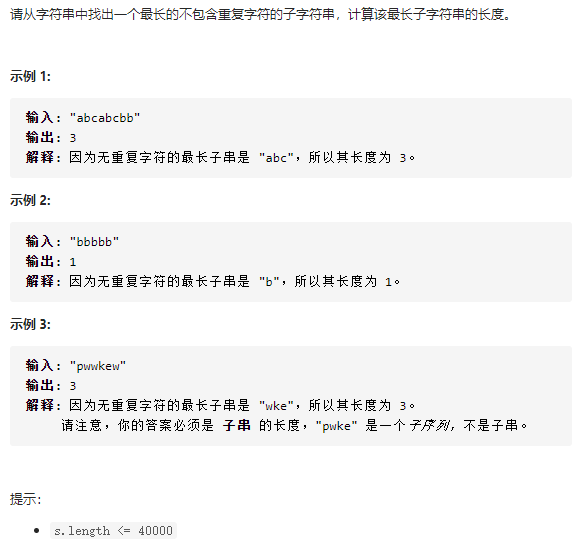 请从字符串中找出一个最长的不包含重复字符的子字符串，计算该最长子字符串的长度。
示例 1:
输入: "abcabcbb"
输出: 3
解释: 因为无重复字符的最长子串是 "abc"，所以其长度为 3。
示例 2:
输入: "bbbbb"
输出: 1
解释: 因为无重复字符的最长子串是 "b"，所以其长度为 1。
示例 3:
输入: "pwwkew"
输出: 3
解释: 因为无重复字符的最长子串是 "wke"，所以其长度为 3。
请注意，你的答案必须是 子串 的长度，"pwke" 是一个子序列，不是子串。
提示：
s.length <= 40000